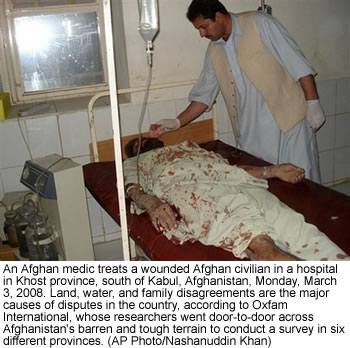 An Afghan medic treats a wounded Afghan civilian in a hospital
in Khost province, south of Kabul, Afghanistan, Monday, March
3, 2008. Land, water, and family disagreements are the major
causes of disputes in the country, according to Oxfam
International, whose researchers went door-to-door across
Afghanistan's barren and tough terrain to conduct a survey in six
different provinces. (AP Photo/Nashanuddin Khan)